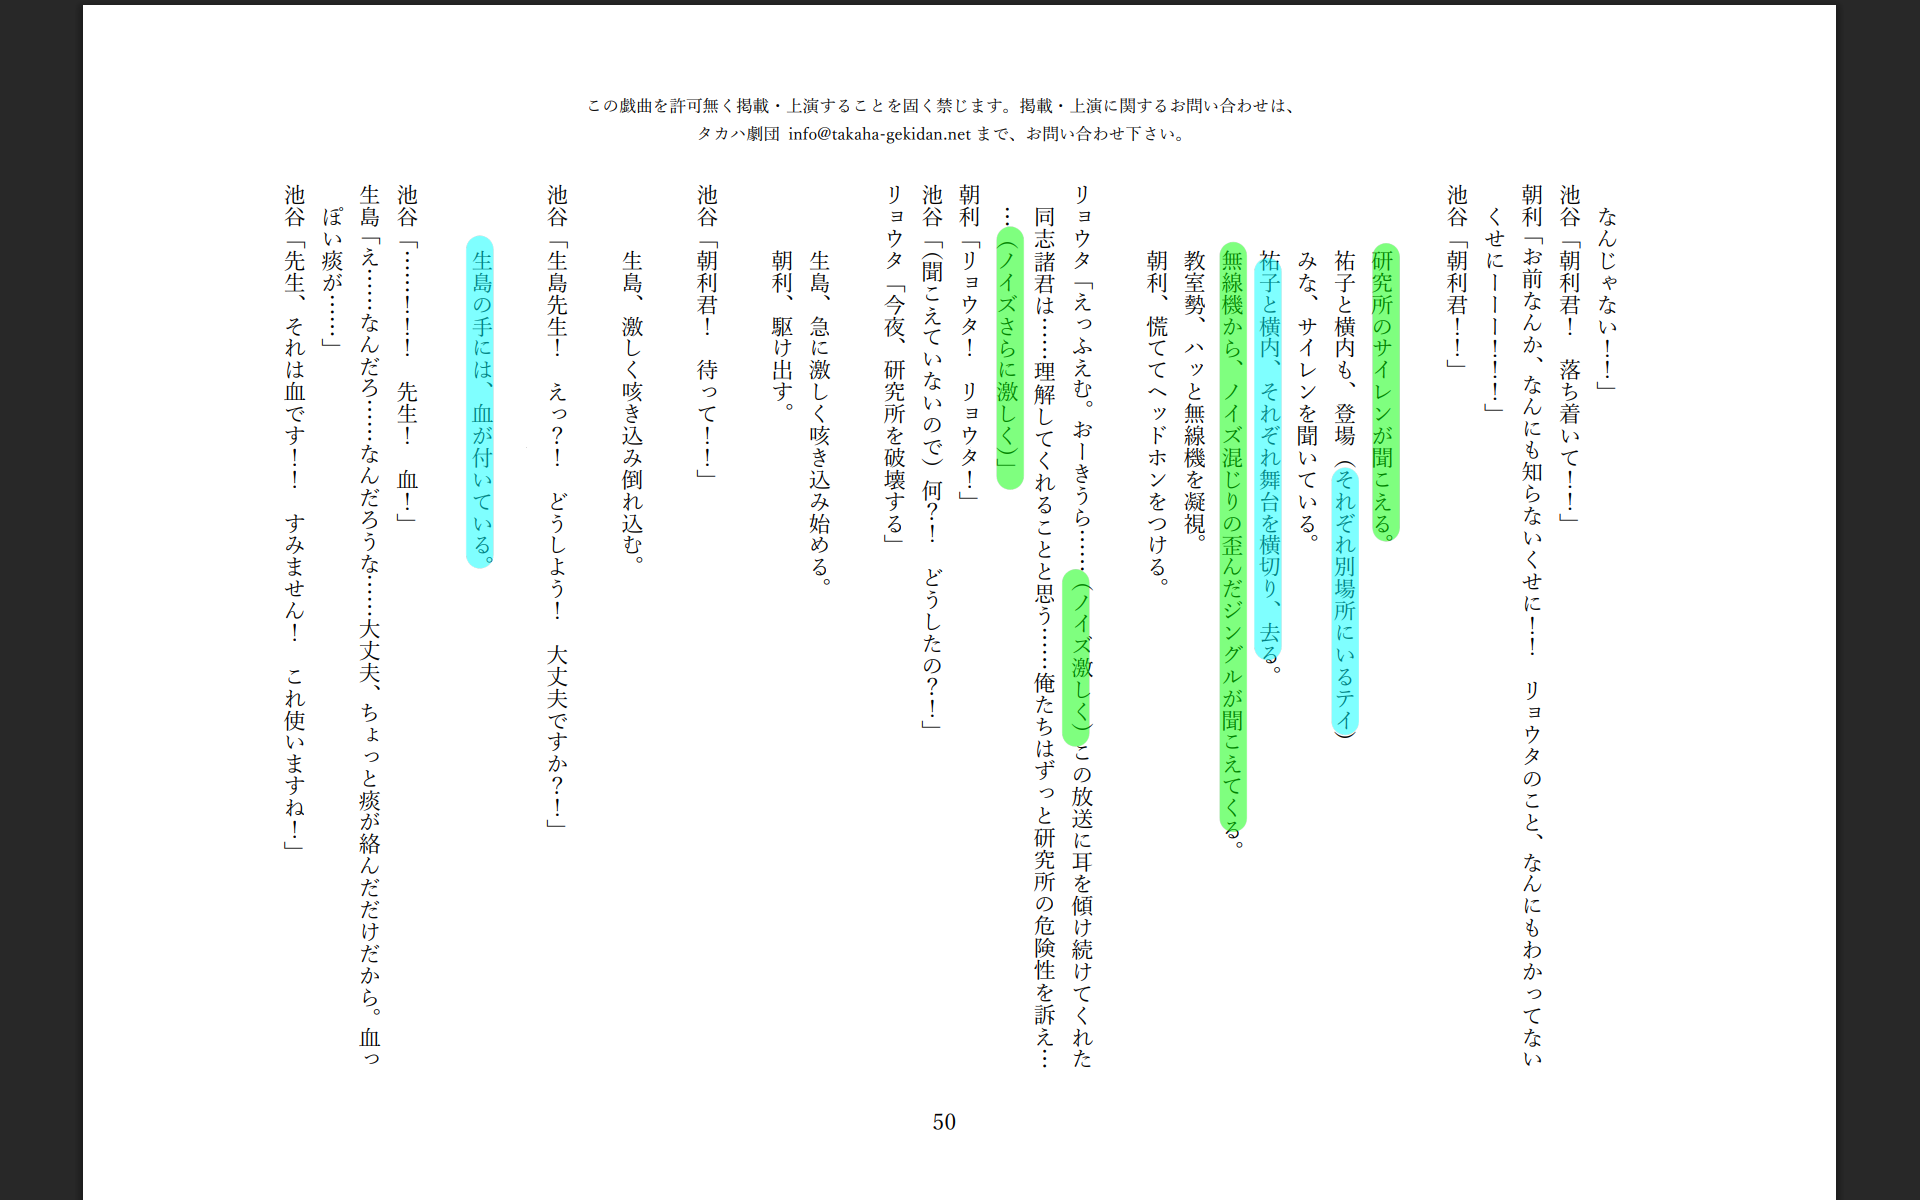 この戯曲を許可無く掲載・上演することを固く禁じます。掲載・上演に関するお問い合わせは、
タカハ劇団 info@takaha-gekidan.net まで、お問い合わせ下さい。
なんじゃない！！」
池谷「朝利君！　落ち着いて！！」
朝利「お前なんか、なんにも知らないくせに！！　リョウタのこと、なんにもわかってない
くせにーーー！！！」
池谷「朝利君！！」
研究所のサイレンが聞こえる。
祐子と横内も、登場（それぞれ別場所にいるテイ）
みな、サイレンを聞いている。
祐子と横内、それぞれ舞台を横切り、去る。
無線機から、ノイズ混じりの歪んだジングルが聞こえてくる。
教室勢、ハッと無線機を凝視。
朝利、慌ててヘッドホンをつける。
リョウタ「えっふえむ。おーきうら……（ノイズ激しく）この放送に耳を傾け続けてくれた
同志諸君は……理解してくれることと思う……俺たちはずっと研究所の危険性を訴え…
…（ノイズさらに激しく）」
朝利「リョウタ！　リョウタ！」
池谷「（聞こえていないので）何？！　どうしたの？！」
リョウタ「今夜、研究所を破壊する」
生島、急に激しく咳き込み始める。
朝利、駆け出す。
池谷「朝利君！　待って！！」
生島、激しく咳き込み倒れ込む。
池谷「生島先生！　えっ？！　どうしよう！　大丈夫ですか？！」
生島の手には、血が付いている。
池谷「……！！！　先生！　血！」
生島「え……なんだろ……なんだろうな……大丈夫、ちょっと痰が絡んだだけだから。血っ
ぽい痰が……」
池谷「先生、それは血です！！　すみません！　これ使いますね！」
50